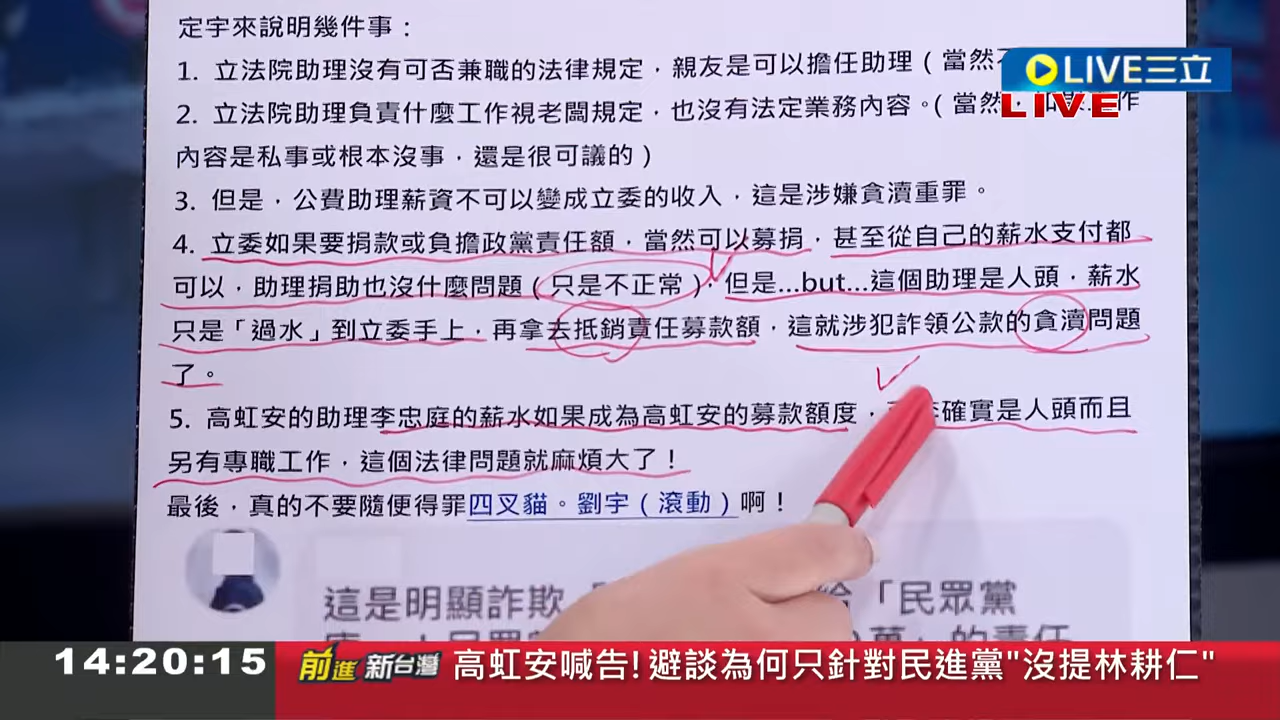 定宇來說明幾件事：
1. 立法院助理沒有可否兼職的法律規定，親友是可以擔任助理（當然
LIVE三立
LIVE
2. 立法院助理負責什麼工作視老闆規定，也沒有法定業務內容。（當然，如果工作
內容是私事或根本沒事，還是很可議的）
3. 但是，公費助理薪資不可以變成立委的收入，這是涉嫌貪瀆重罪。
4. 立委如果要捐款或負擔政黨責任額，當然可以募捐，甚至從自己的薪水支付都
可以，助理捐助也沒什麼問題（只是不正常），但是...but...這個助理是人頭，薪水
只是「過水」到立委手上，再拿去抵銷責任募款額，這就涉犯詐領公款的貪瀆問題
了。
5. 高虹安的助理李忠庭的薪水如果成為高虹安的募款額度，確實是人頭而且
另有專職工作，這個法律問題就麻煩大了！
最後，真的不要隨便得罪四叉貓。劉宇（滾動）啊！
這是明顯詐欺 給「民眾黨
萬」的責任
14:20:15 前進新台灣 高虹安喊告!避談為何只針對民進黨"沒提林耕仁"